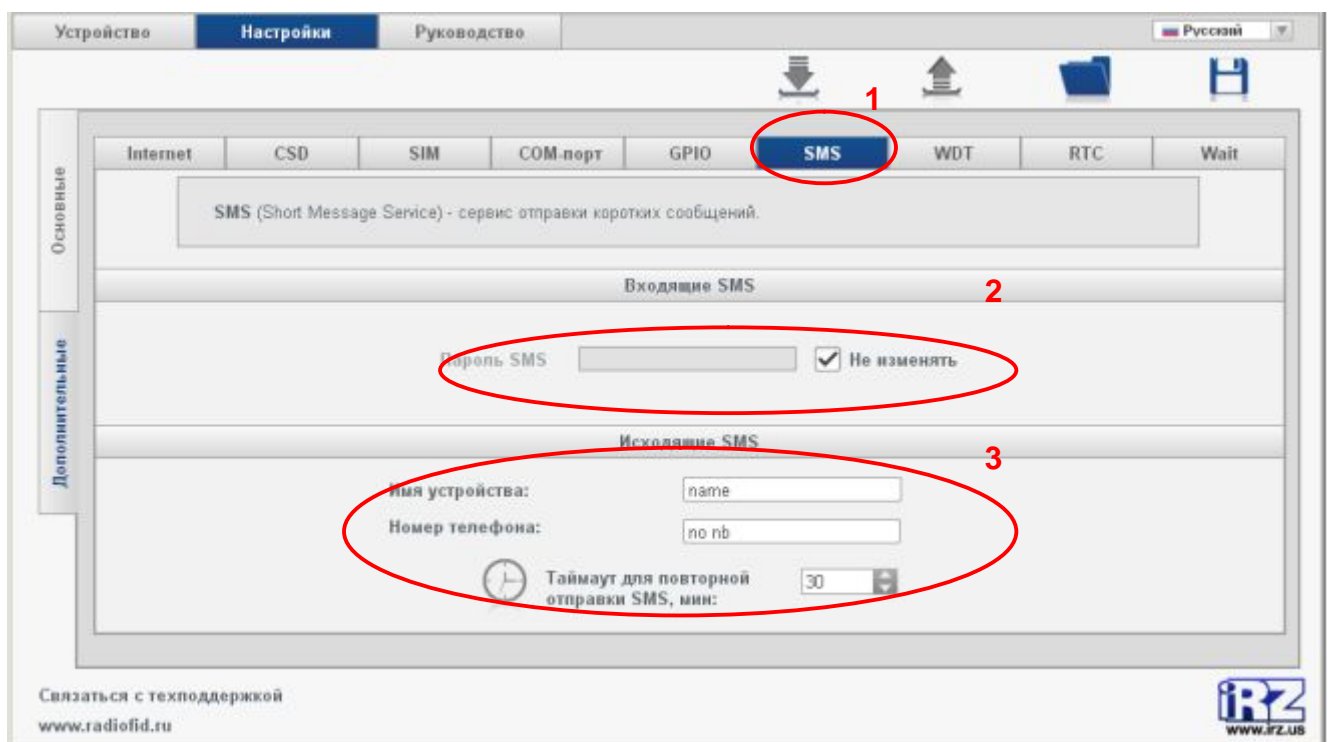 Устройство Настройки Руководство Русский
1
Internet CSD SIM COM-порт GPIO SMS WDT RTC Wait
Основные
SMS (Short Message Service) - сервис отправки коротких сообщений.
Входящие SMS
2
Пароль SMS Не изменять
Дополнительные
Исходящие SMS
3
Имя устройства: name
Номер телефона: no nb
Таймаут для повторной 30
отправки SMS, мин:
Связаться с техподдержкой
www.radiofid.ru
iRZ
www.irz.us